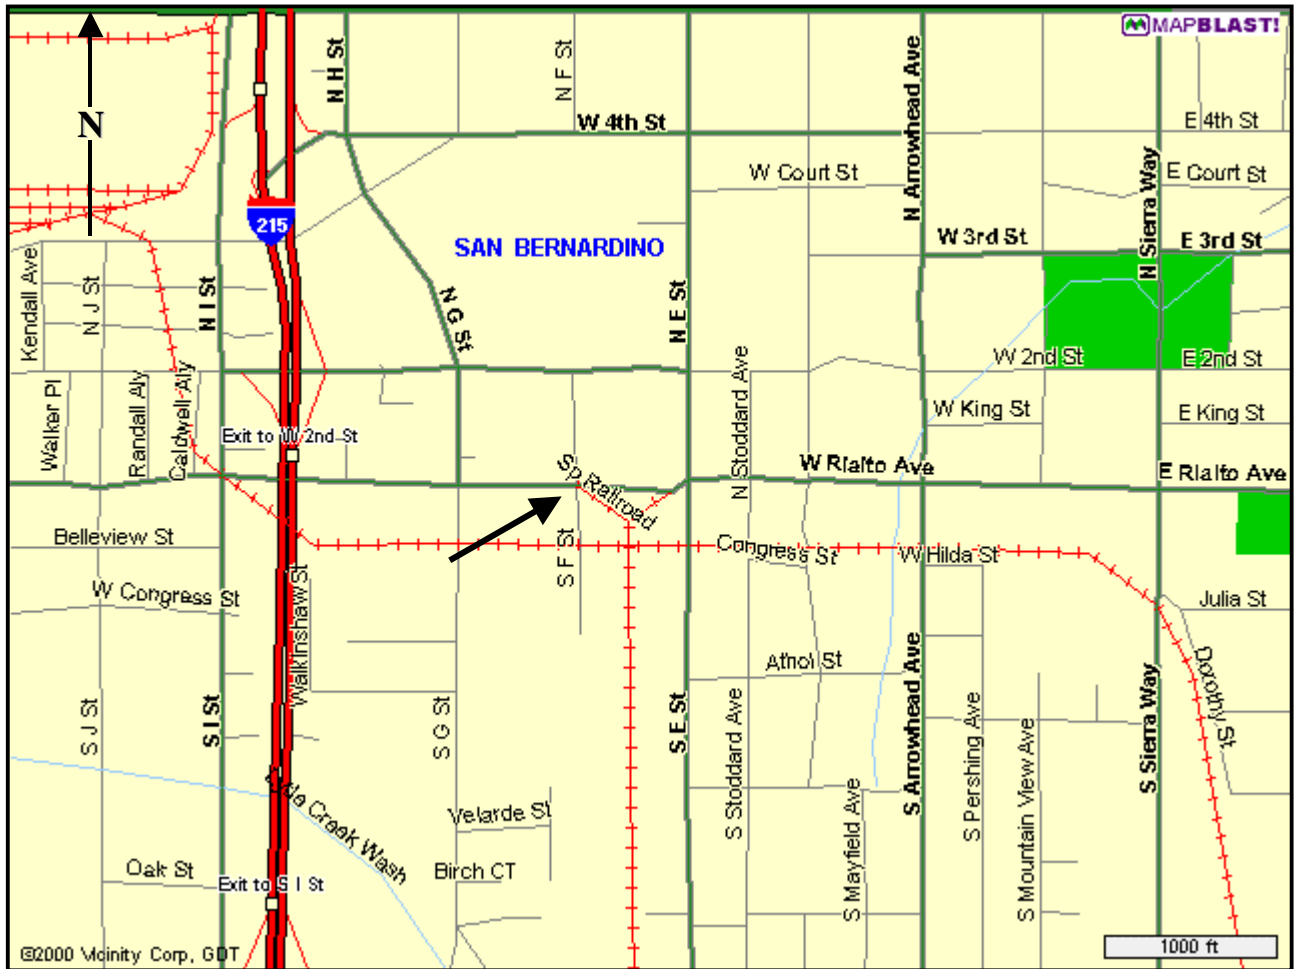 MAPBLAST!
N
N H St
N F St
W 4th St
E 4th St
N Arrowhead Ave
W Court St
N Sierra Way
E Court St
215
SAN BERNARDINO
W 3rd St
E 3rd St
Kendall Ave
N J St
N I St
N G St
N E St
W 2nd St
E 2nd St
N Stoddard Ave
Walker Pl
Randall Aly
Caldwell Aly
W King St
E King St
Exit to W 2nd St
Sp Railroad
W Rialto Ave
E Rialto Ave
Belleview St
S F St
Congress St
W Hilda St
W Congress St
Walkinshaw St
Julia St
Athol St
Dorothy St
S J St
S I St
S G St
S E St
S Stoddard Ave
S Arrowhead Ave
S Pershing Ave
S Mountain View Ave
S Sierra Way
S Mayfield Ave
Lytle Creek Wash
Velarde St
Oak St
Birch CT
Exit to S I St
©2000 Vicinity Corp, GDT
1000 ft